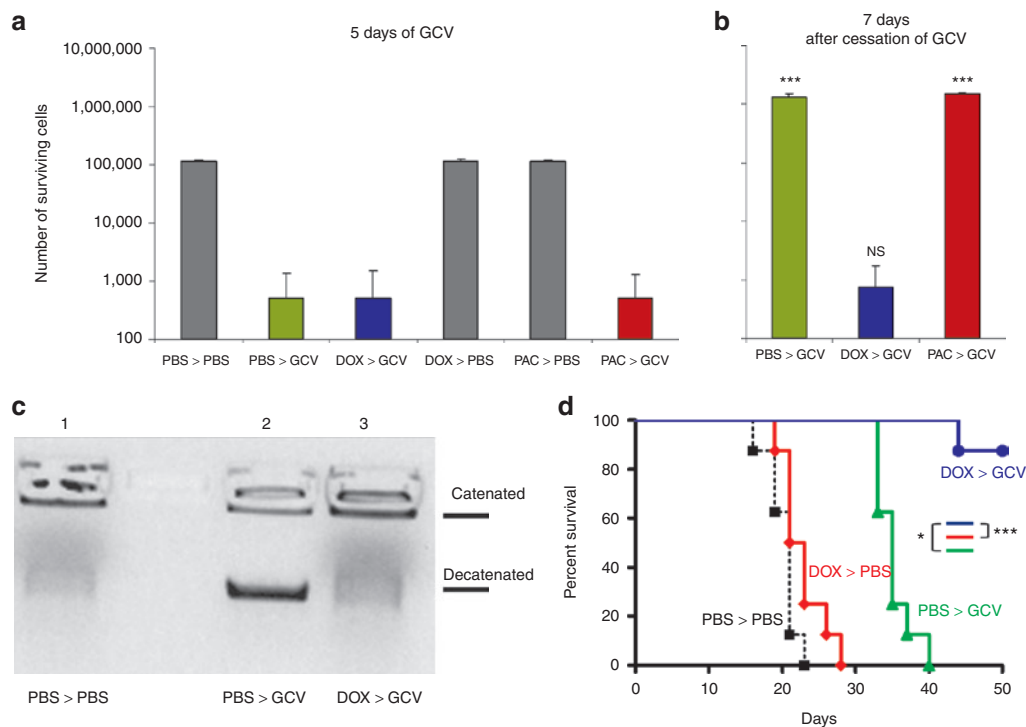 a
5 days of GCV
Number of surviving cells
10,000,000
1,000,000
100,000
10,000
1,000
100
PBS > PBS
PBS > GCV
DOX > GCV
DOX > PBS
PAC > PBS
PAC > GCV
b
7 days
after cessation of GCV
***
NS
***
PBS > GCV
DOX > GCV
PAC > GCV
c
1
2
3
Catenated
Decatenated
PBS > PBS
PBS > GCV
DOX > GCV
d
Percent survival
100
80
60
40
20
0
DOX > GCV
* ***
DOX > PBS
PBS > GCV
PBS > PBS
0 10 20 30 40 50
Days